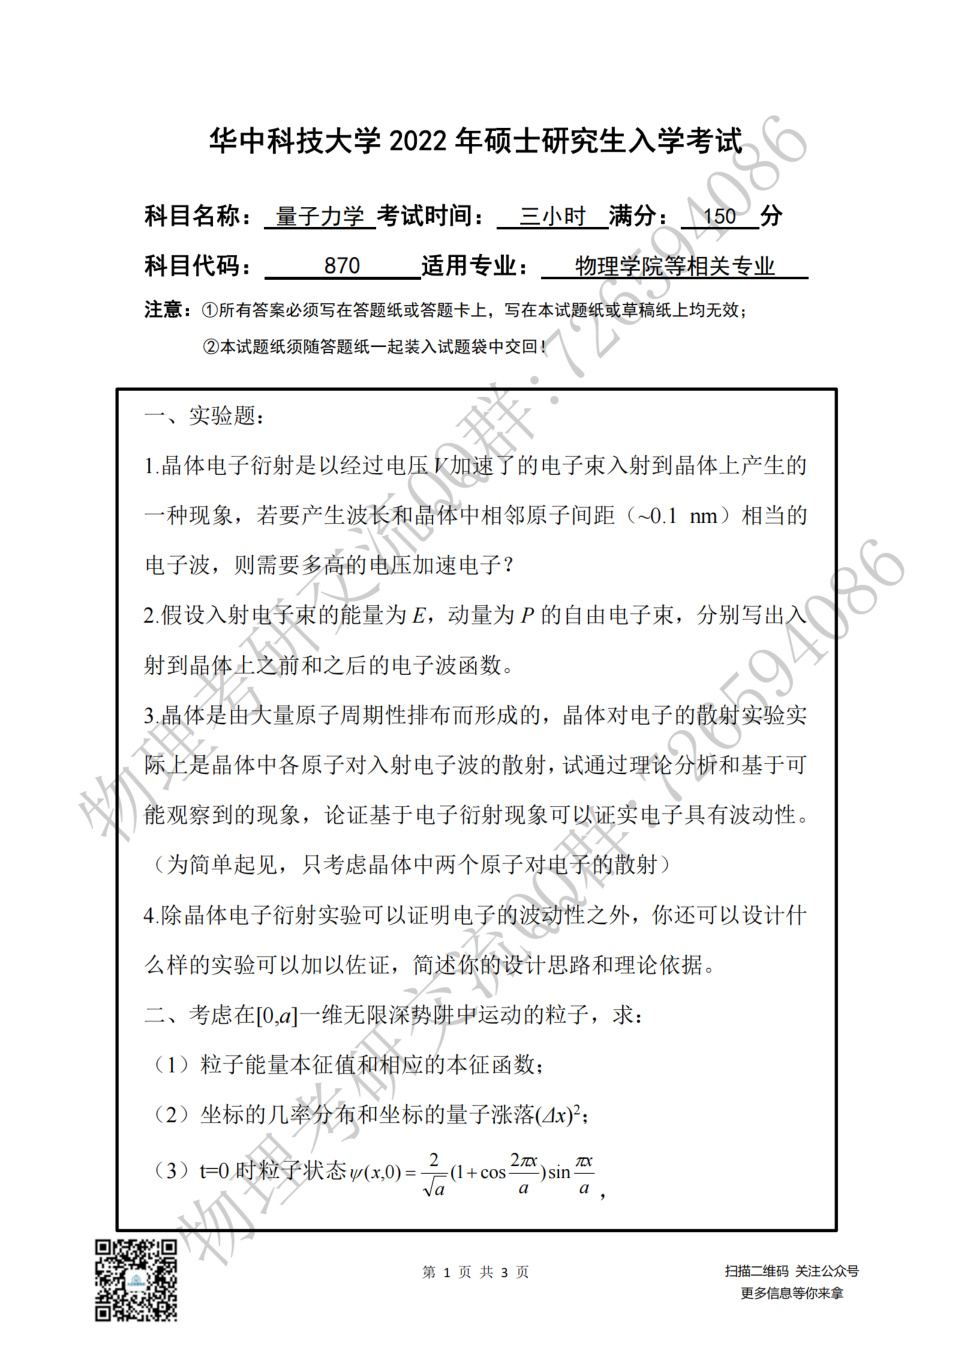 华中科技大学 2022 年硕士研究生入学考试
科目名称： 量子力学 考试时间： 三小时 满分： 150 分
科目代码： 870 适用专业： 物理学院等相关专业
注意：①所有答案必须写在答题纸或答题卡上，写在本试题纸或草稿纸上均无效；
②本试题纸须随答题纸一起装入试题袋中交回！
一、实验题：
1.晶体电子衍射是以经过电压 V 加速了的电子束入射到晶体上产生的
一种现象，若要产生波长和晶体中相邻原子间距（~0.1 nm）相当的
电子波，则需要多高的电压加速电子？
2.假设入射电子束的能量为 E，动量为 P 的自由电子束，分别写出入
射到晶体上之前和之后的电子波函数。
3.晶体是由大量原子周期性排布而形成的，晶体对电子的散射实验实
际上是晶体中各原子对入射电子波的散射，试通过理论分析和基于可
能观察到的现象，论证基于电子衍射现象可以证实电子具有波动性。
（为简单起见，只考虑晶体中两个原子对电子的散射）
4.除晶体电子衍射实验可以证明电子的波动性之外，你还可以设计什
么样的实验可以加以佐证，简述你的设计思路和理论依据。
二、考虑在[0,a]一维无限深势阱中运动的粒子，求：
（1）粒子能量本征值和相应的本征函数；
（2）坐标的几率分布和坐标的量子涨落(Δx)²；
（3）t=0 时粒子状态 ψ(x,0) = 2/√a (1 + cos 2πx/a) sin πx/a ，
物理考研交流QQ群：726594086
物理考研交流QQ群：726594086
第 1 页 共 3 页
扫描二维码 关注公众号
更多信息等你来拿